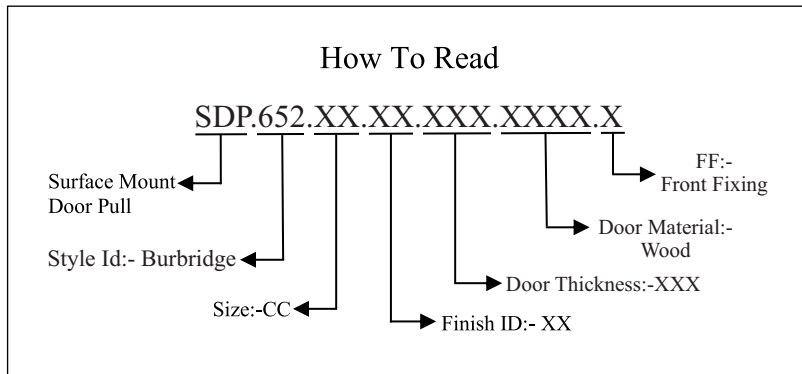 How To Read
SDP.652.XX.XX.XXX.XXXX.X
Surface Mount
Door Pull
Style Id:- Burbridge
Size:-CC
Finish ID:- XX
Door Thickness:-XXX
Door Material:-
Wood
FF:-
Front Fixing